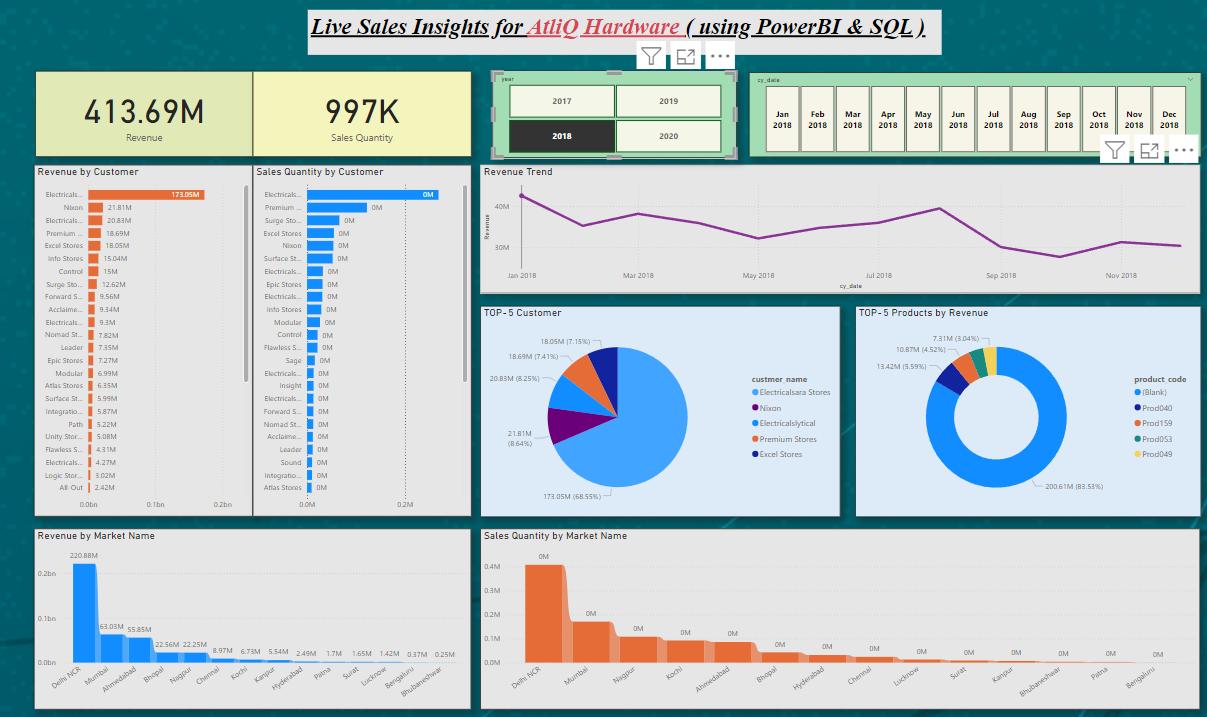 Live Sales Insights for AtliQ Hardware ( using PowerBI & SQL )
413.69M
Revenue
997K
Sales Quantity
year
2017
2019
2018
2020
cy_date
Jan 2018
Feb 2018
Mar 2018
Apr 2018
May 2018
Jun 2018
Jul 2018
Aug 2018
Sep 2018
Oct 2018
Nov 2018
Dec 2018
Revenue by Customer
Electricals... 173.05M
Nixon 21.81M
Electricals... 20.83M
Premium ... 18.69M
Excel Stores 18.05M
Info Stores 15.04M
Control 15M
Surge Sto... 12.62M
Forward S... 9.56M
Acclaime... 9.34M
Electricals... 9.3M
Nomad St... 7.82M
Leader 7.35M
Epic Stores 7.27M
Modular 6.99M
Atlas Stores 6.35M
Surface St... 5.99M
Integratio... 5.87M
Path 5.22M
Unity Stor... 5.08M
Flawless S... 4.31M
Electricals... 4.27M
Logic Stor... 3.02M
All-Out 2.42M
0.0bn 0.1bn 0.2bn
Sales Quantity by Customer
Electricals... 0M
Premium ... 0M
Surge Sto... 0M
Excel Stores 0M
Nixon 0M
Surface St... 0M
Electricals... 0M
Epic Stores 0M
Electricals... 0M
Info Stores 0M
Modular 0M
Control 0M
Flawless S... 0M
Sage 0M
Electricals... 0M
Insight 0M
Electricals... 0M
Forward S... 0M
Nomad St... 0M
Acclaime... 0M
Leader 0M
Sound 0M
Integratio... 0M
Atlas Stores 0M
0.0M 0.2M
Revenue Trend
Revenue
40M
30M
Jan 2018 Mar 2018 May 2018 Jul 2018 Sep 2018 Nov 2018
cy_date
TOP-5 Customer
18.05M (7.15%)
18.69M (7.41%)
20.83M (8.25%)
21.81M
(8.64%)
173.05M (68.55%)
custmer_name
Electricalsara Stores
Nixon
Electricalslytical
Premium Stores
Excel Stores
TOP-5 Products by Revenue
7.31M (3.04%)
10.87M (4.52%)
13.42M (5.59%)
200.61M (83.53%)
product_code
(Blank)
Prod040
Prod159
Prod053
Prod049
Revenue by Market Name
0.2bn
0.1bn
0.0bn
220.88M 63.03M 55.85M 22.56M 22.25M 8.97M 6.73M 5.54M 2.49M 1.7M 1.65M 1.42M 0.37M 0.25M
Delhi NCR Mumbai Ahmedabad Bhopal Nagpur Chennai Kochi Kanpur Hyderabad Patna Surat Lucknow Bengaluru Bhubaneshwar
Sales Quantity by Market Name
0.4M
0.3M
0.2M
0.1M
0.0M
0M 0M 0M 0M 0M 0M 0M 0M 0M 0M 0M 0M 0M 0M
Delhi NCR Mumbai Nagpur Kochi Ahmedabad Bhopal Hyderabad Chennai Lucknow Surat Kanpur Bhubaneshwar Patna Bengaluru